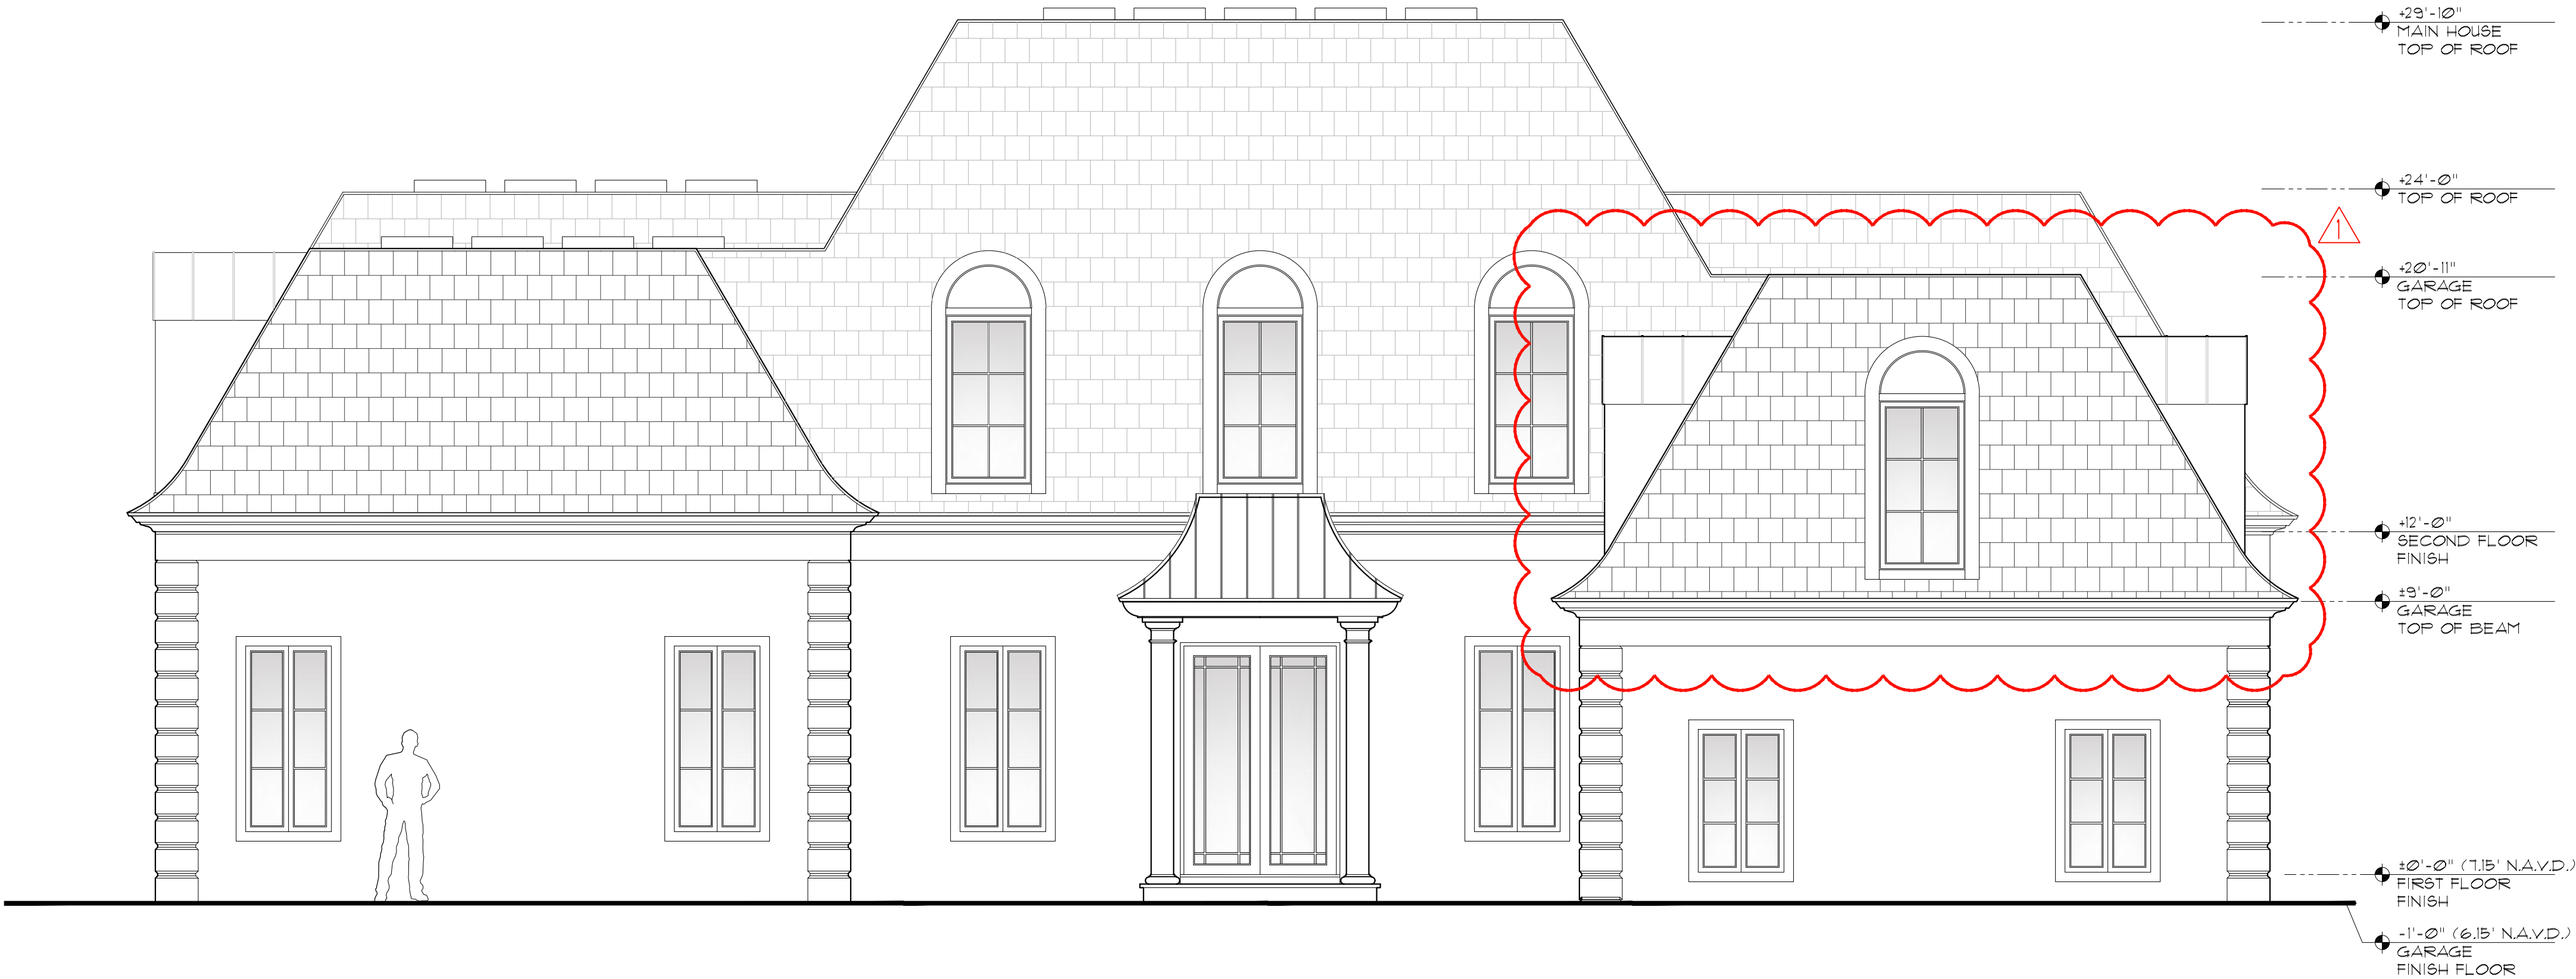 +29'-10"
MAIN HOUSE
TOP OF ROOF
+24'-0"
TOP OF ROOF
1
+20'-11"
GARAGE
TOP OF ROOF
+12'-0"
SECOND FLOOR
FINISH
±9'-0"
GARAGE
TOP OF BEAM
±0'-0" (7.15' N.A.V.D.)
FIRST FLOOR
FINISH
-1'-0" (6.15' N.A.V.D.)
GARAGE
FINISH FLOOR